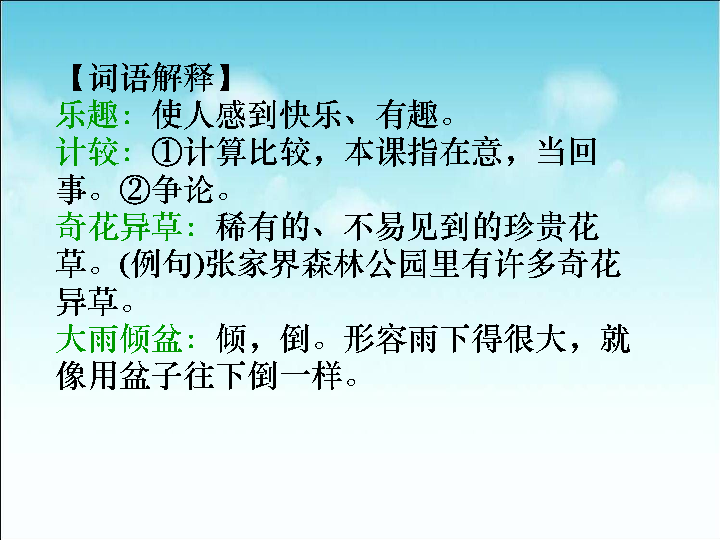 【词语解释】
乐趣：使人感到快乐、有趣。
计较：①计算比较，本课指在意，当回
事。②争论。
奇花异草：稀有的、不易见到的珍贵花
草。(例句)张家界森林公园里有许多奇花
异草。
大雨倾盆：倾，倒。形容雨下得很大，就
像用盆子往下倒一样。